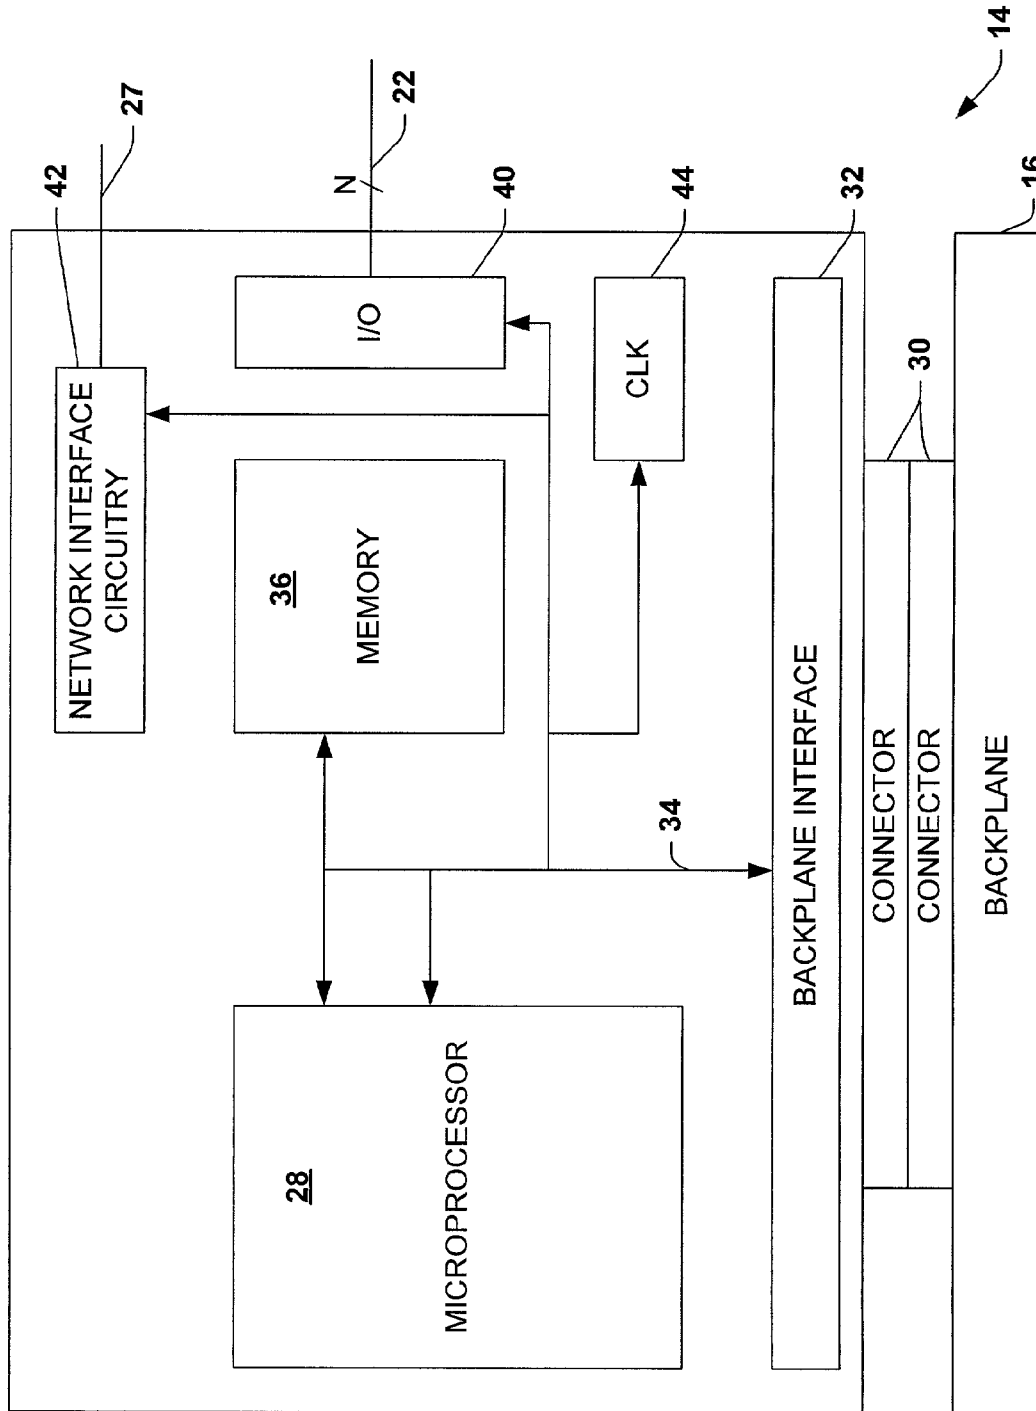 42
27
NETWORK INTERFACE
CIRCUITRY
N
22
28
MICROPROCESSOR
36
MEMORY
I/O
40
CLK
44
34
BACKPLANE INTERFACE
32
CONNECTOR
CONNECTOR
30
14
BACKPLANE
16